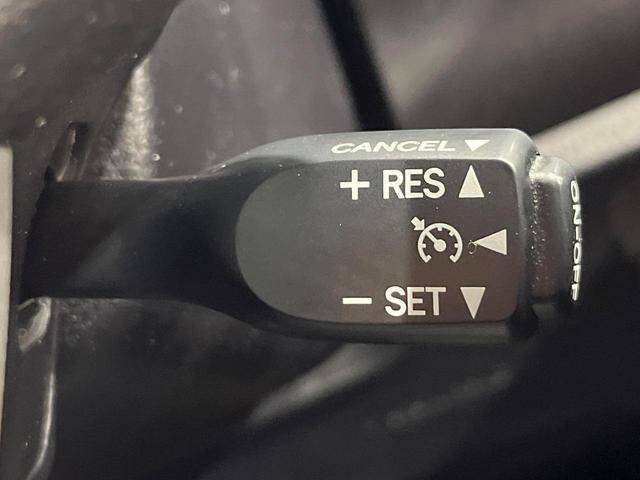 CANCEL ▼
+ RES ▲
◀
− SET ▼
ON-OFF